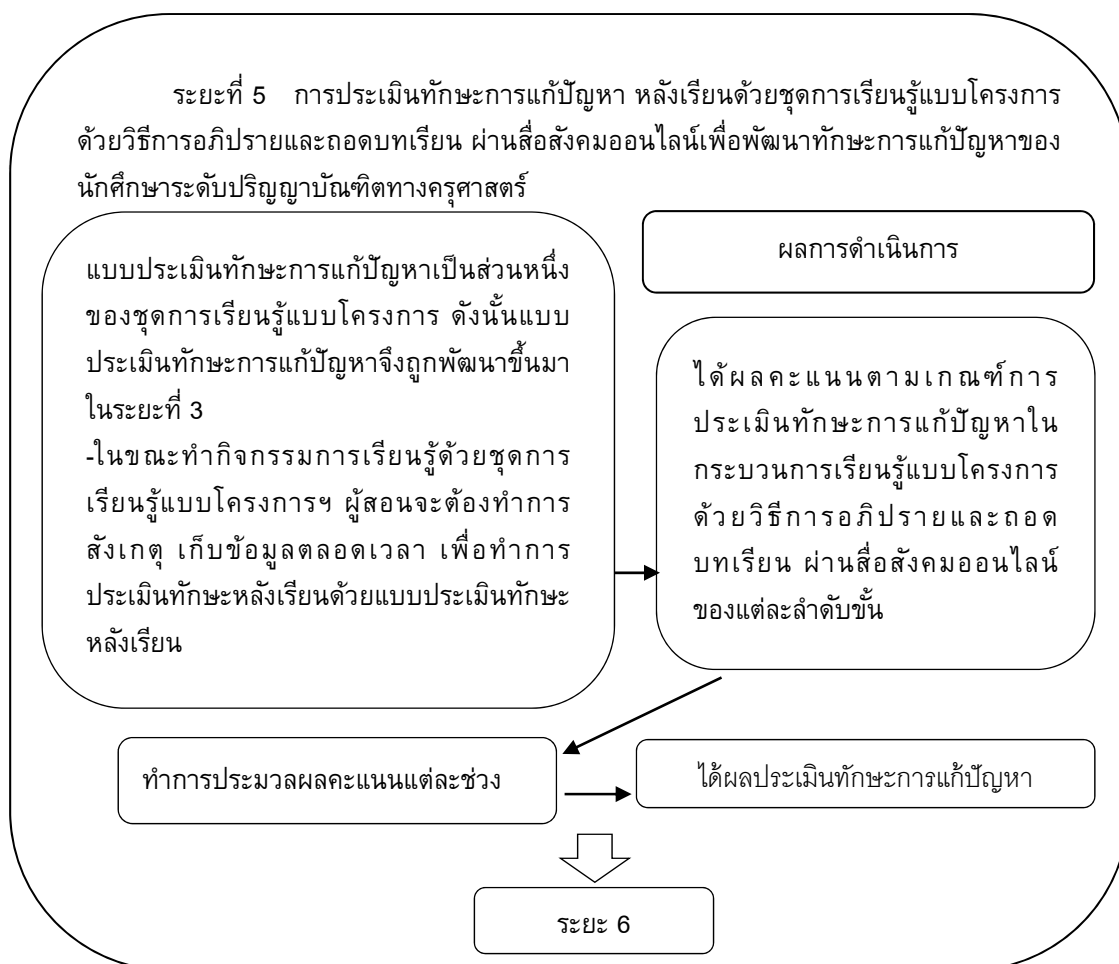 ระยะที่ 5 การประเมินทักษะการแก้ปัญหา หลังเรียนด้วยชุดการเรียนรู้แบบโครงการ
ด้วยวิธีการอภิปรายและถอดบทเรียน ผ่านสื่อสังคมออนไลน์เพื่อพัฒนาทักษะการแก้ปัญหาของ
นักศึกษาระดับปริญญาบัณฑิตทางครุศาสตร์
แบบประเมินทักษะการแก้ปัญหาเป็นส่วนหนึ่ง
ของชุดการเรียนรู้แบบโครงการ ดังนั้นแบบ
ประเมินทักษะการแก้ปัญหาจึงถูกพัฒนาขึ้นมา
ในระยะที่ 3
-ในขณะทำกิจกรรมการเรียนรู้ด้วยชุดการ
เรียนรู้แบบโครงการฯ ผู้สอนจะต้องทำการ
สังเกตุ เก็บข้อมูลตลอดเวลา เพื่อทำการ
ประเมินทักษะหลังเรียนด้วยแบบประเมินทักษะ
หลังเรียน
ผลการดำเนินการ
ได้ผลคะแนนตามเกณฑ์การ
ประเมินทักษะการแก้ปัญหาใน
กระบวนการเรียนรู้แบบโครงการ
ด้วยวิธีการอภิปรายและถอด
บทเรียน ผ่านสื่อสังคมออนไลน์
ของแต่ละลำดับขั้น
ทำการประมวลผลคะแนนแต่ละช่วง
ได้ผลประเมินทักษะการแก้ปัญหา
ระยะ 6